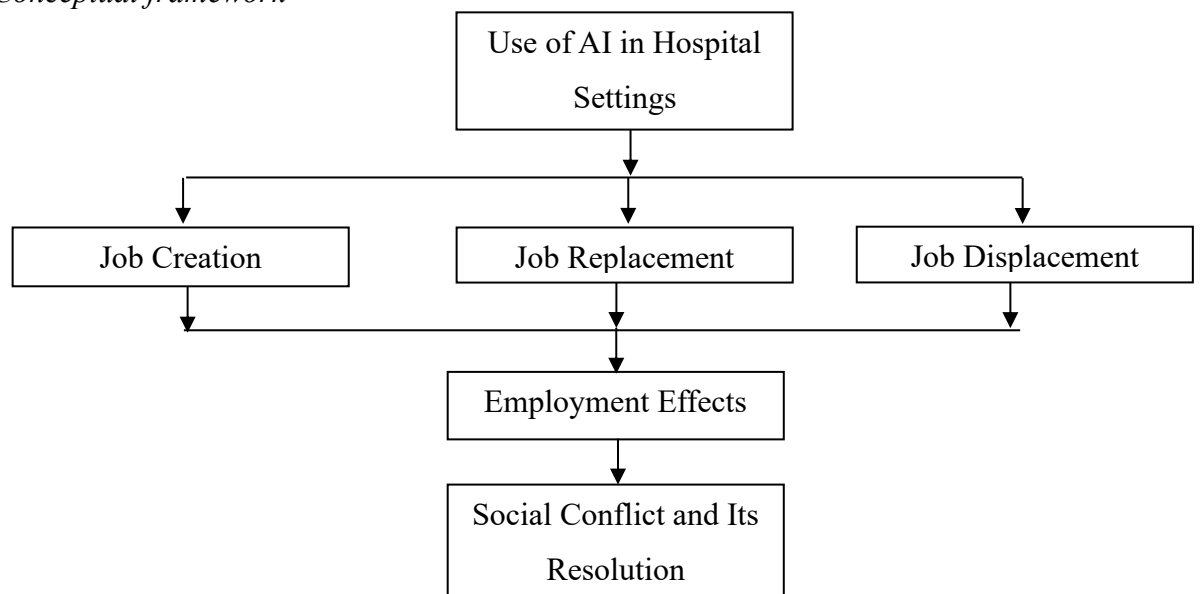 Conceptual framework
Use of AI in Hospital
Settings
Job Creation
Job Replacement
Job Displacement
Employment Effects
Social Conflict and Its
Resolution